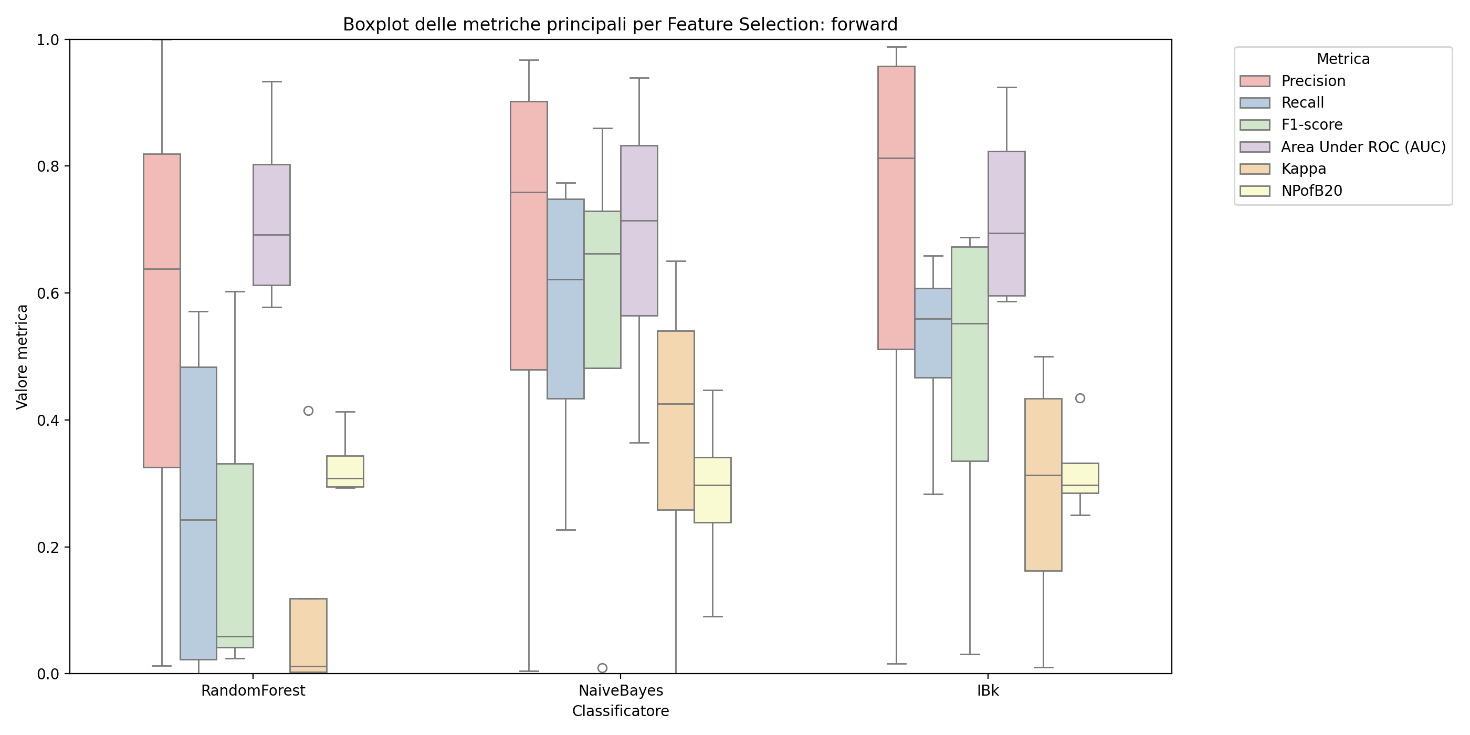 Boxplot delle metriche principali per Feature Selection: forward
1.0
0.8
0.6
0.4
0.2
0.0
Valore metrica
RandomForest
NaiveBayes
IBk
Classificatore
Metrica
Precision
Recall
F1-score
Area Under ROC (AUC)
Kappa
NPofB20